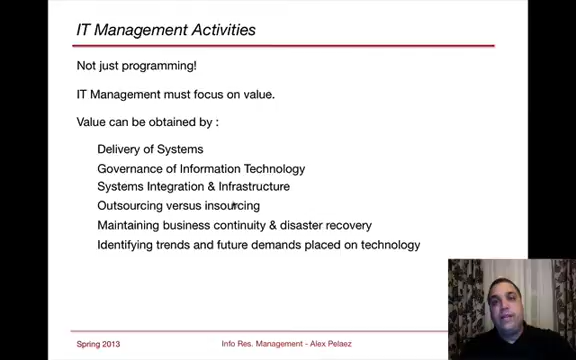 IT Management Activities
Not just programming!
IT Management must focus on value.
Value can be obtained by :
Delivery of Systems
Governance of Information Technology
Systems Integration & Infrastructure
Outsourcing versus insourcing
Maintaining business continuity & disaster recovery
Identifying trends and future demands placed on technology
Spring 2013
Info Res. Management - Alex Pelaez